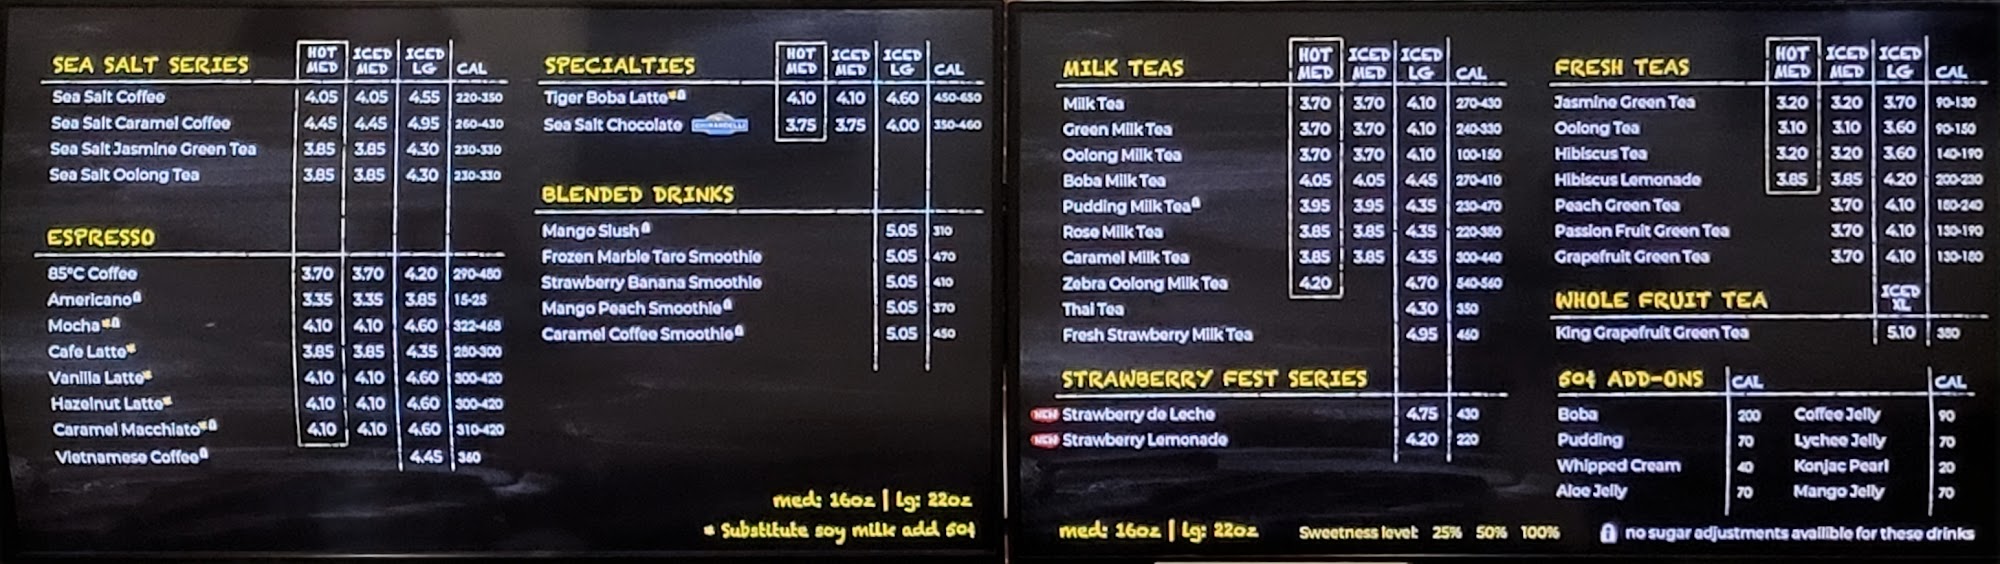 SEA SALT SERIES HOT MED ICED MED ICED LG CAL
Sea Salt Coffee 4.05 4.05 4.55 220-350
Sea Salt Caramel Coffee 4.45 4.45 4.95 260-430
Sea Salt Jasmine Green Tea 3.85 3.85 4.30 230-330
Sea Salt Oolong Tea 3.85 3.85 4.30 230-330
ESPRESSO
85°C Coffee 3.70 3.70 4.20 290-480
Americano 3.35 3.35 3.85 15-25
Mocha* 4.10 4.10 4.60 322-468
Cafe Latte* 3.85 3.85 4.35 280-300
Vanilla Latte* 4.10 4.10 4.60 300-420
Hazelnut Latte* 4.10 4.10 4.60 300-420
Caramel Macchiato* 4.10 4.10 4.60 310-420
Vietnamese Coffee 4.45 360
SPECIALTIES HOT MED ICED MED ICED LG CAL
Tiger Boba Latte* 4.10 4.10 4.60 450-650
Sea Salt Chocolate GHIRARDELLI 3.75 3.75 4.00 350-460
BLENDED DRINKS
Mango Slush 5.05 310
Frozen Marble Taro Smoothie 5.05 470
Strawberry Banana Smoothie 5.05 410
Mango Peach Smoothie 5.05 370
Caramel Coffee Smoothie 5.05 450
med: 16oz | lg: 22oz
* Substitute soy milk add 50¢
MILK TEAS HOT MED ICED MED ICED LG CAL
Milk Tea 3.70 3.70 4.10 270-430
Green Milk Tea 3.70 3.70 4.10 240-330
Oolong Milk Tea 3.70 3.70 4.10 100-150
Boba Milk Tea 4.05 4.05 4.45 270-410
Pudding Milk Tea 3.95 3.95 4.35 230-470
Rose Milk Tea 3.85 3.85 4.35 220-380
Caramel Milk Tea 3.85 3.85 4.35 300-440
Zebra Oolong Milk Tea 4.20 4.70 540-560
Thai Tea 4.30 350
Fresh Strawberry Milk Tea 4.95 460
STRAWBERRY FEST SERIES
NEW Strawberry de Leche 4.75 430
NEW Strawberry Lemonade 4.20 220
med: 16oz | lg: 22oz
Sweetness level: 25% 50% 100%
FRESH TEAS HOT MED ICED MED ICED LG CAL
Jasmine Green Tea 3.20 3.20 3.70 90-130
Oolong Tea 3.10 3.10 3.60 90-150
Hibiscus Tea 3.20 3.20 3.60 140-190
Hibiscus Lemonade 3.85 3.85 4.20 200-230
Peach Green Tea 3.70 4.10 180-240
Passion Fruit Green Tea 3.70 4.10 130-190
Grapefruit Green Tea 3.70 4.10 130-180
WHOLE FRUIT TEA ICED XL
King Grapefruit Green Tea 5.10 380
50¢ ADD-ONS CAL CAL
Boba 200 Coffee Jelly 90
Pudding 70 Lychee Jelly 70
Whipped Cream 40 Konjac Pearl 20
Aloe Jelly 70 Mango Jelly 70
no sugar adjustments availible for these drinks